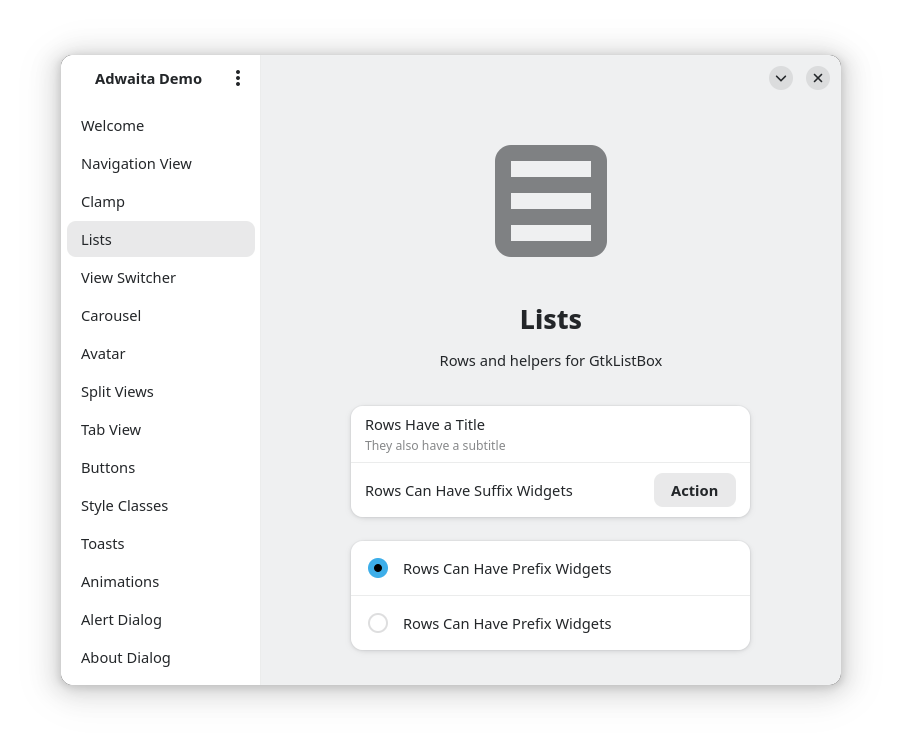 Adwaita Demo
Welcome
Navigation View
Clamp
Lists
View Switcher
Carousel
Avatar
Split Views
Tab View
Buttons
Style Classes
Toasts
Animations
Alert Dialog
About Dialog
Lists
Rows and helpers for GtkListBox
Rows Have a Title
They also have a subtitle
Rows Can Have Suffix Widgets
Action
Rows Can Have Prefix Widgets
Rows Can Have Prefix Widgets